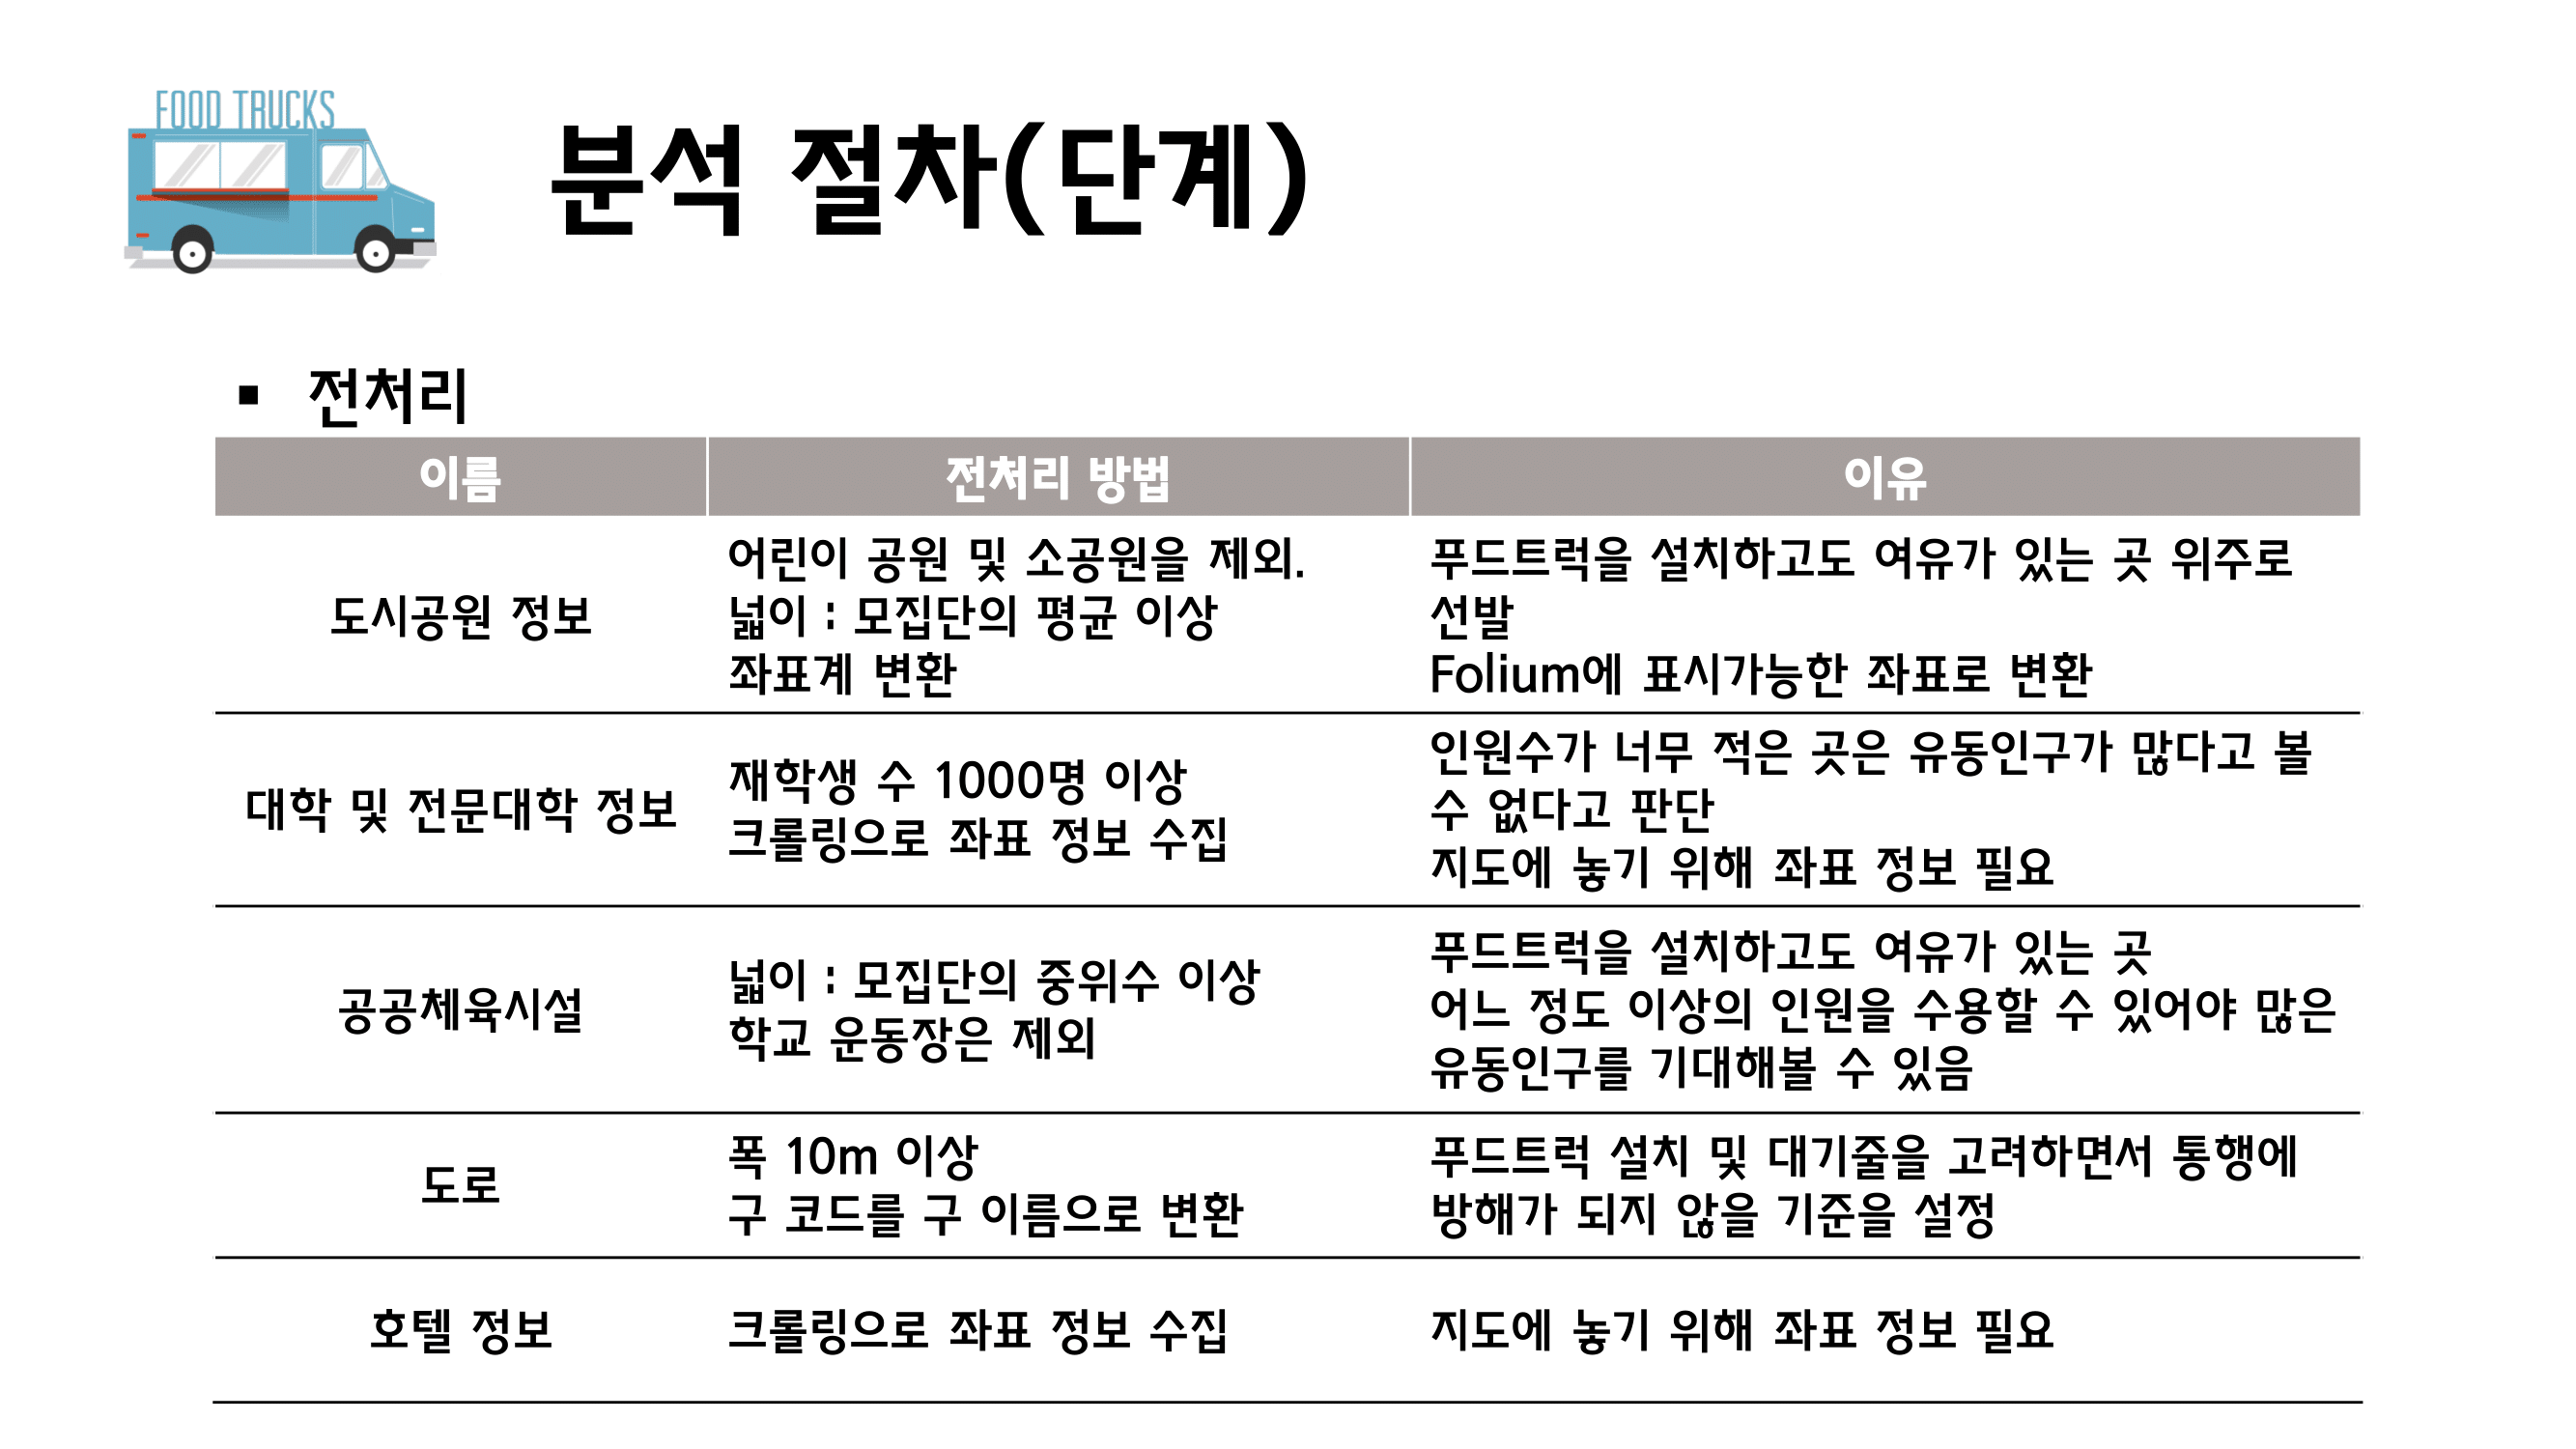 FOOD TRUCKS
분석 절차(단계)
▪ 전처리
이름 전처리 방법 이유
도시공원 정보
어린이 공원 및 소공원을 제외.
넓이 : 모집단의 평균 이상
좌표계 변환
푸드트럭을 설치하고도 여유가 있는 곳 위주로
선발
Folium에 표시가능한 좌표로 변환
대학 및 전문대학 정보
재학생 수 1000명 이상
크롤링으로 좌표 정보 수집
인원수가 너무 적은 곳은 유동인구가 많다고 볼
수 없다고 판단
지도에 놓기 위해 좌표 정보 필요
공공체육시설
넓이 : 모집단의 중위수 이상
학교 운동장은 제외
푸드트럭을 설치하고도 여유가 있는 곳
어느 정도 이상의 인원을 수용할 수 있어야 많은
유동인구를 기대해볼 수 있음
도로
폭 10m 이상
구 코드를 구 이름으로 변환
푸드트럭 설치 및 대기줄을 고려하면서 통행에
방해가 되지 않을 기준을 설정
호텔 정보
크롤링으로 좌표 정보 수집
지도에 놓기 위해 좌표 정보 필요